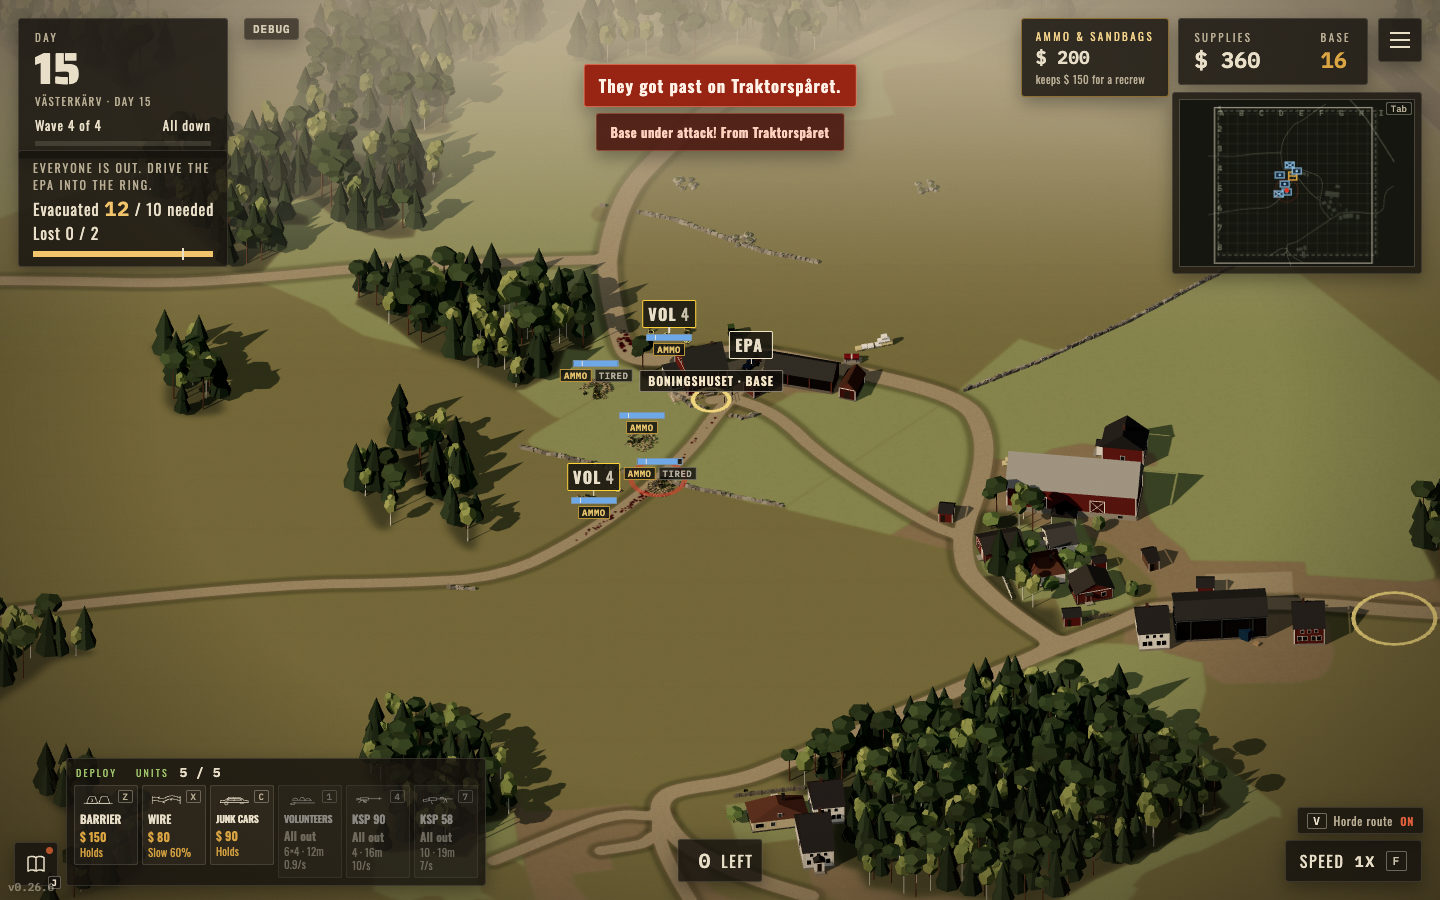 DAY
15
VÄSTERKÄRV · DAY 15
Wave 4 of 4
All down
EVERYONE IS OUT. DRIVE THE
EPA INTO THE RING.
Evacuated 12 / 10 needed
Lost 0 / 2
DEBUG
They got past on Traktorspåret.
Base under attack! From Traktorspåret
AMMO & SANDBAGS
$ 200
keeps $ 150 for a recrew
SUPPLIES
$ 360
BASE
16
Tab
VOL 4
AMMO
EPA
AMMO TIRED
BONINGSHUSET · BASE
AMMO
VOL 4
AMMO TIRED
AMMO
DEPLOY UNITS 5 / 5
Z
BARRIER
$ 150
Holds
X
WIRE
$ 80
Slow 60%
C
JUNK CARS
$ 90
Holds
1
VOLUNTEERS
All out
6×4 · 12m
0.9/s
4
KSP 90
All out
4 · 16m
10/s
7
KSP 58
All out
10 · 19m
7/s
J
0 LEFT
V Horde route ON
SPEED 1X F